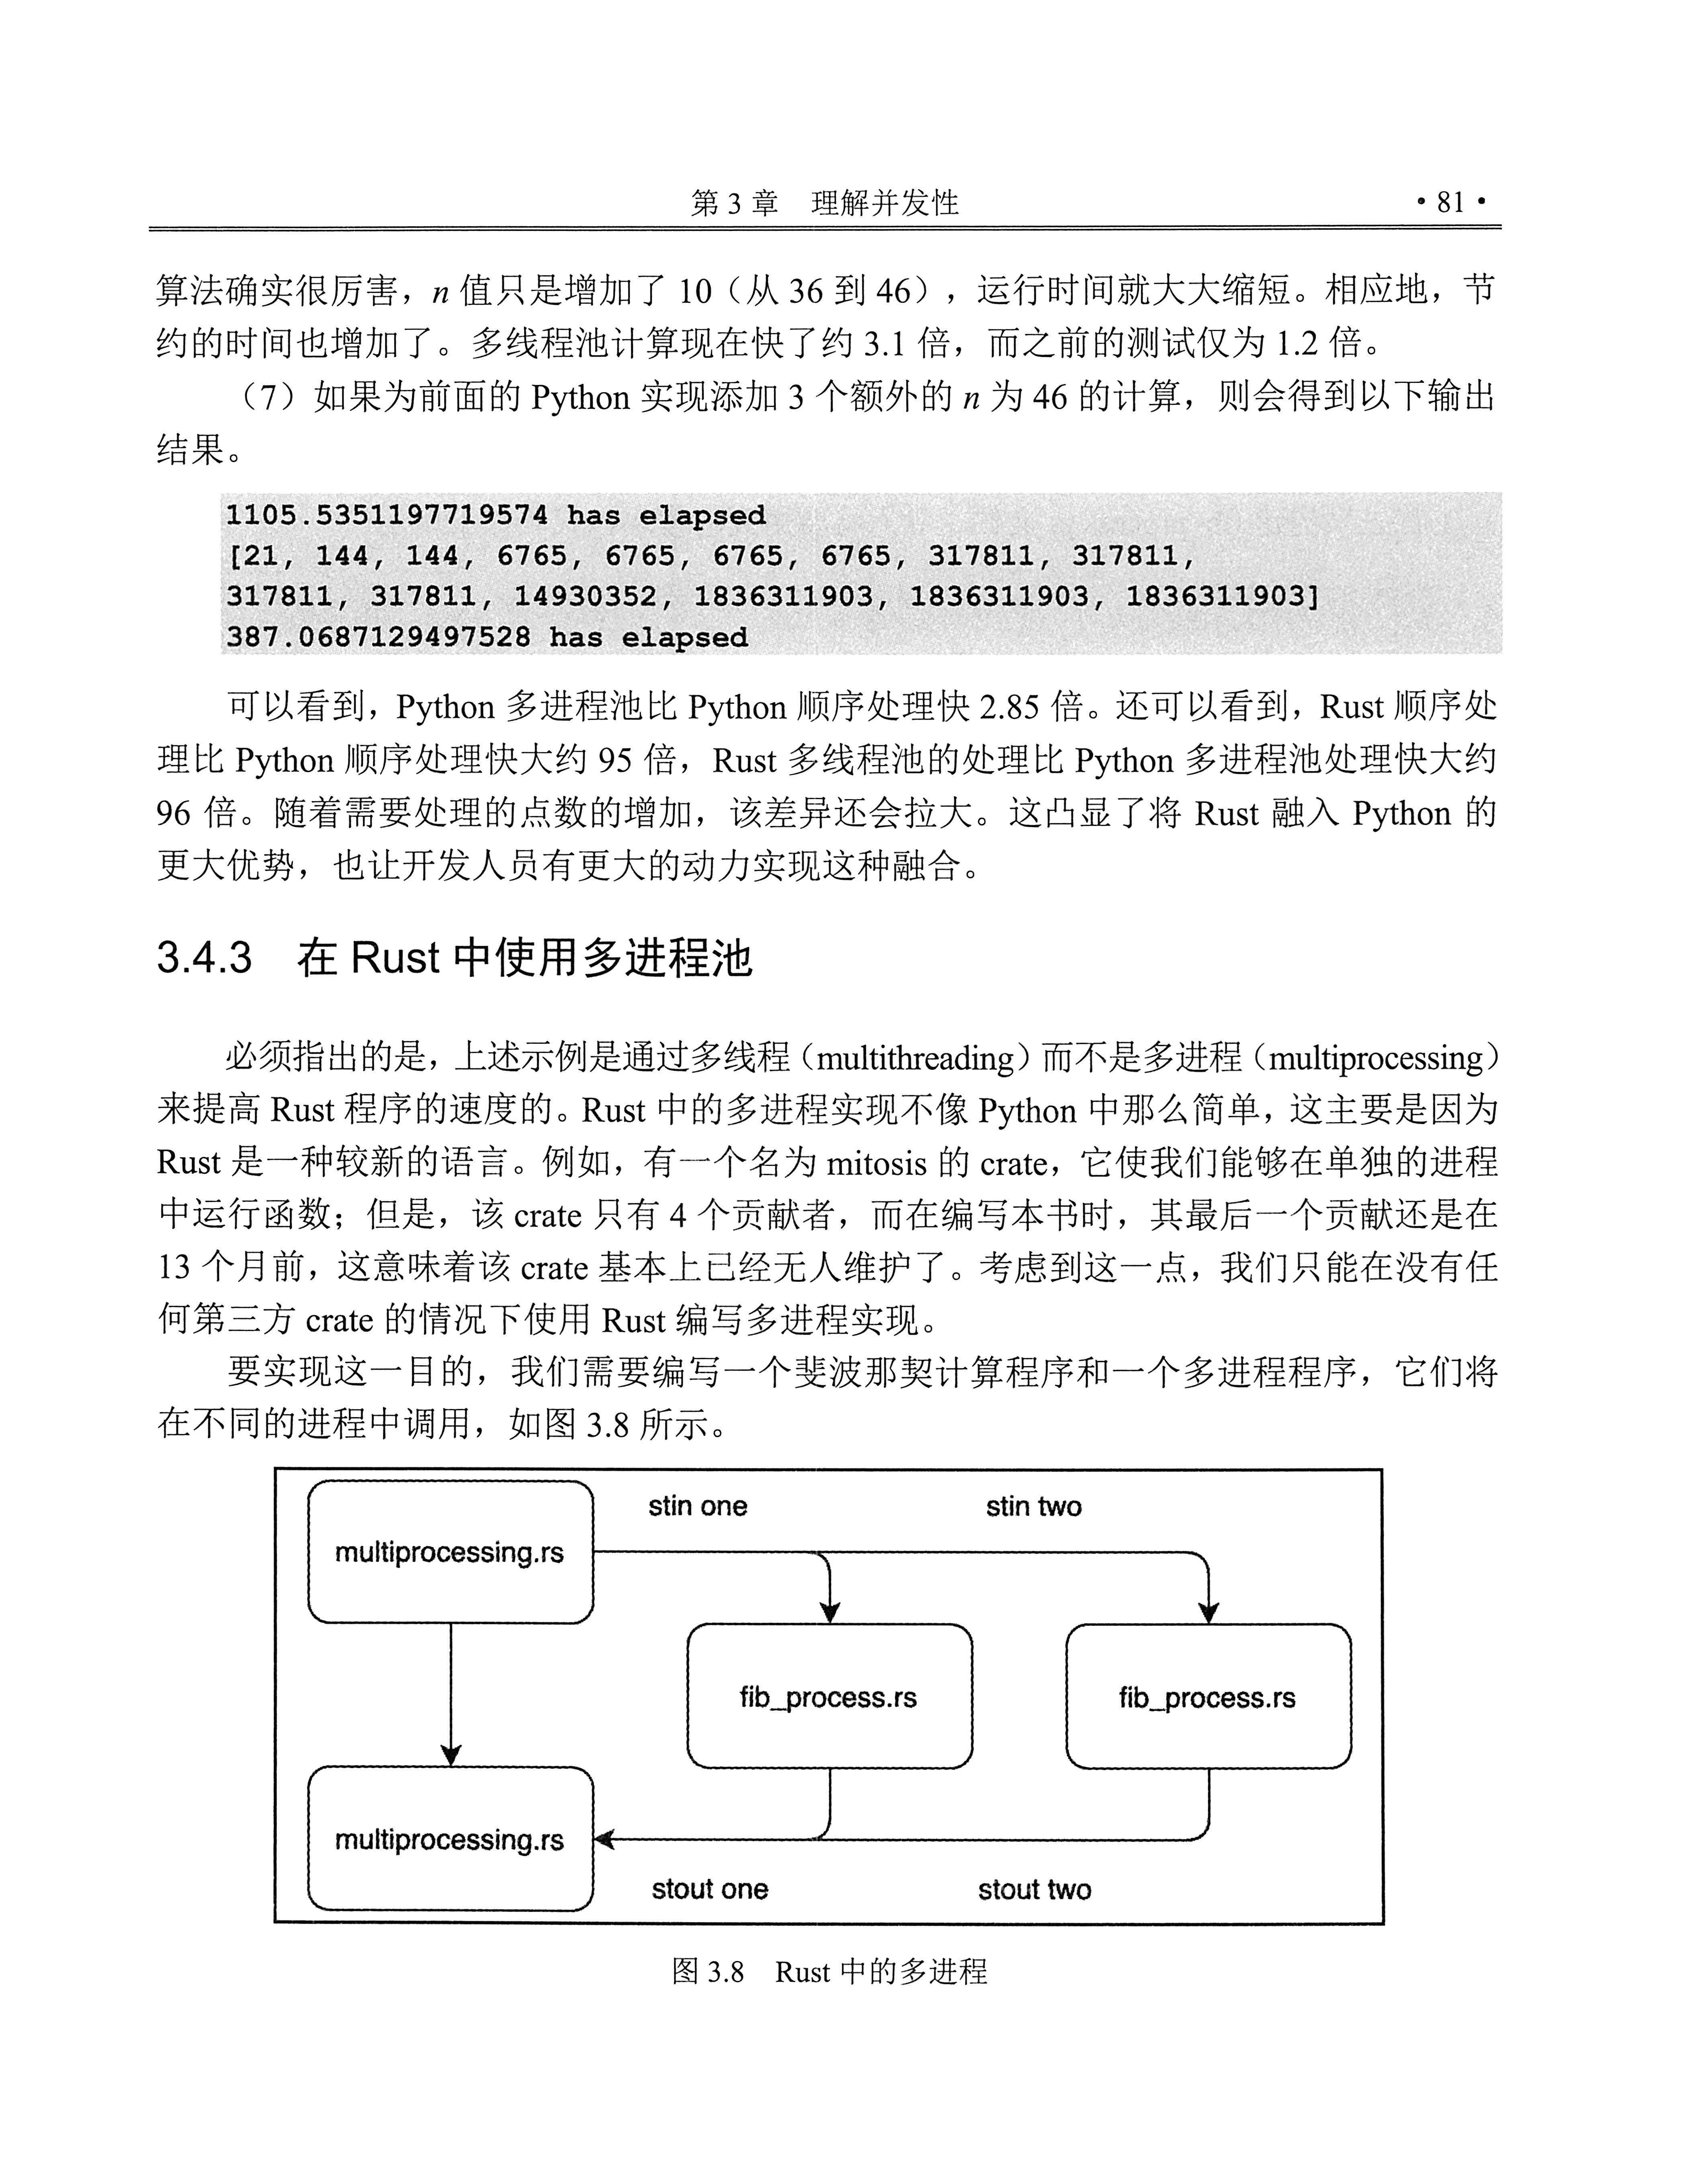 第 3 章　理解并发性
• 81 •
算法确实很厉害，n 值只是增加了 10（从 36 到 46），运行时间就大大缩短。相应地，节
约的时间也增加了。多线程池计算现在快了约 3.1 倍，而之前的测试仅为 1.2 倍。
（7）如果为前面的 Python 实现添加 3 个额外的 n 为 46 的计算，则会得到以下输出
结果。
1105.5351197719574 has elapsed
[21, 144, 144, 6765, 6765, 6765, 6765, 317811, 317811,
317811, 317811, 14930352, 1836311903, 1836311903, 1836311903]
387.0687129497528 has elapsed
可以看到，Python 多进程池比 Python 顺序处理快 2.85 倍。还可以看到，Rust 顺序处
理比 Python 顺序处理快大约 95 倍，Rust 多线程池的处理比 Python 多进程池处理快大约
96 倍。随着需要处理的点数的增加，该差异还会拉大。这凸显了将 Rust 融入 Python 的
更大优势，也让开发人员有更大的动力实现这种融合。
3.4.3　在 Rust 中使用多进程池
必须指出的是，上述示例是通过多线程（multithreading）而不是多进程（multiprocessing）
来提高 Rust 程序的速度的。Rust 中的多进程实现不像 Python 中那么简单，这主要是因为
Rust 是一种较新的语言。例如，有一个名为 mitosis 的 crate，它使我们能够在单独的进程
中运行函数；但是，该 crate 只有 4 个贡献者，而在编写本书时，其最后一个贡献还是在
13 个月前，这意味着该 crate 基本上已经无人维护了。考虑到这一点，我们只能在没有任
何第三方 crate 的情况下使用 Rust 编写多进程实现。
要实现这一目的，我们需要编写一个斐波那契计算程序和一个多进程程序，它们将
在不同的进程中调用，如图 3.8 所示。
stin one
stin two
multiprocessing.rs
fib_process.rs
fib_process.rs
multiprocessing.rs
stout one
stout two
图 3.8　Rust 中的多进程